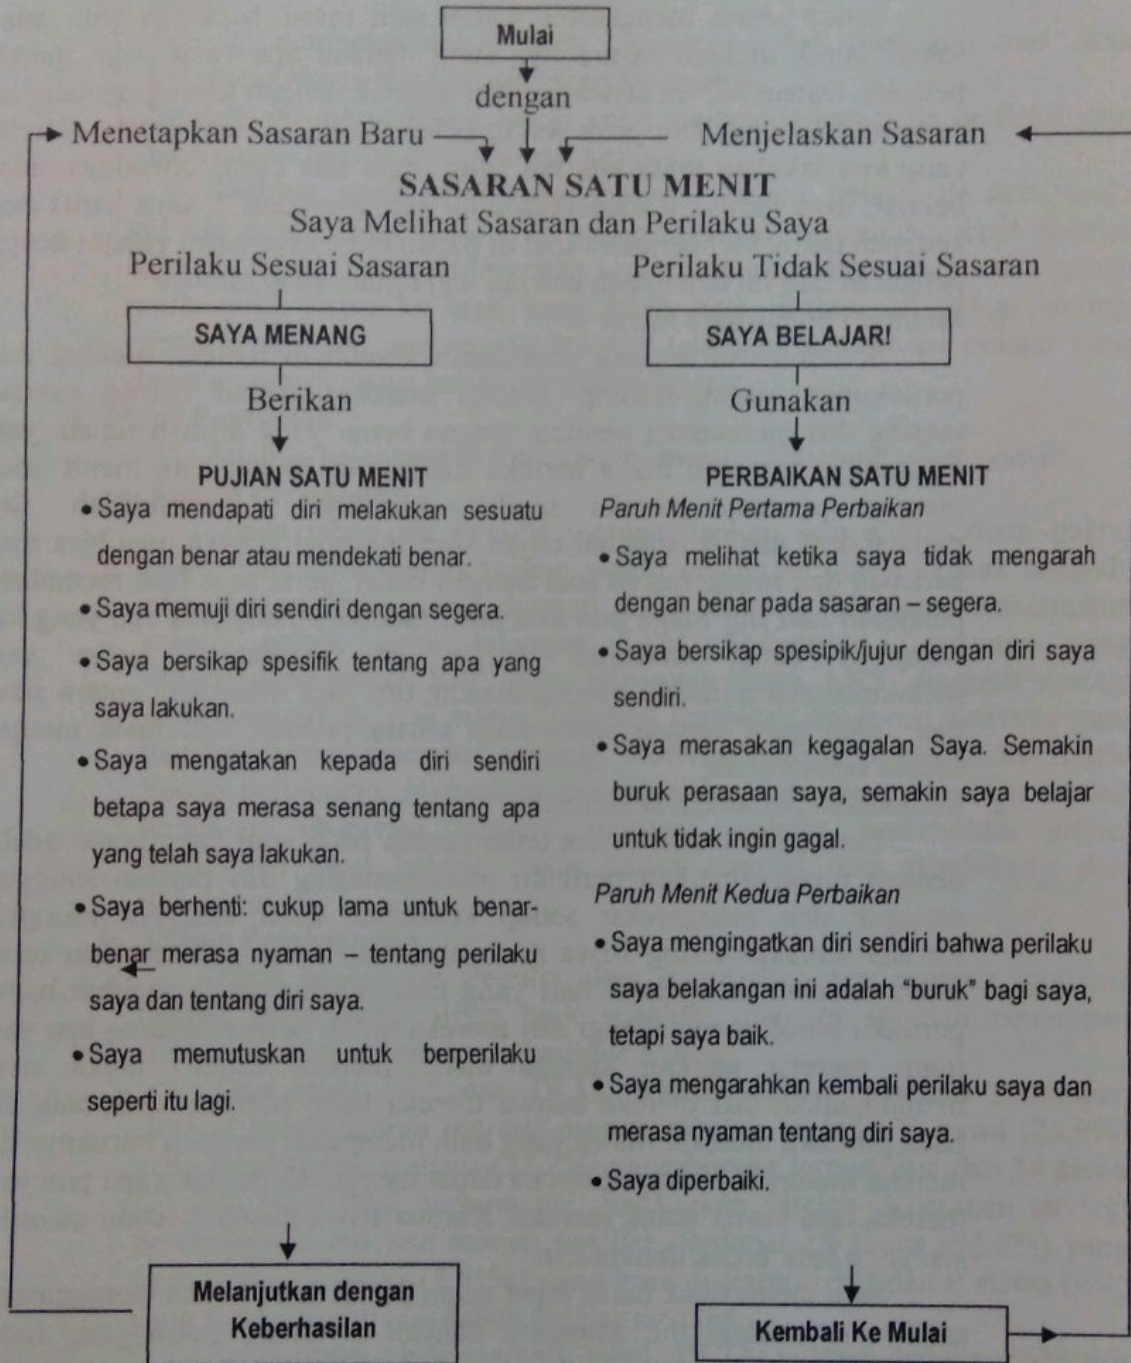 Mulai
dengan
Menetapkan Sasaran Baru
Menjelaskan Sasaran
SASARAN SATU MENIT
Saya Melihat Sasaran dan Perilaku Saya
Perilaku Sesuai Sasaran
Perilaku Tidak Sesuai Sasaran
SAYA MENANG
SAYA BELAJAR!
Berikan
Gunakan
PUJIAN SATU MENIT
• Saya mendapati diri melakukan sesuatu
dengan benar atau mendekati benar.
• Saya memuji diri sendiri dengan segera.
• Saya bersikap spesifik tentang apa yang
saya lakukan.
• Saya mengatakan kepada diri sendiri
betapa saya merasa senang tentang apa
yang telah saya lakukan.
• Saya berhenti: cukup lama untuk benar-
benar merasa nyaman – tentang perilaku
saya dan tentang diri saya.
• Saya memutuskan untuk berperilaku
seperti itu lagi.
PERBAIKAN SATU MENIT
Paruh Menit Pertama Perbaikan
• Saya melihat ketika saya tidak mengarah
dengan benar pada sasaran – segera.
• Saya bersikap spesipik/jujur dengan diri saya
sendiri.
• Saya merasakan kegagalan Saya. Semakin
buruk perasaan saya, semakin saya belajar
untuk tidak ingin gagal.
Paruh Menit Kedua Perbaikan
• Saya mengingatkan diri sendiri bahwa perilaku
saya belakangan ini adalah “buruk” bagi saya,
tetapi saya baik.
• Saya mengarahkan kembali perilaku saya dan
merasa nyaman tentang diri saya.
• Saya diperbaiki.
Melanjutkan dengan
Keberhasilan
Kembali Ke Mulai